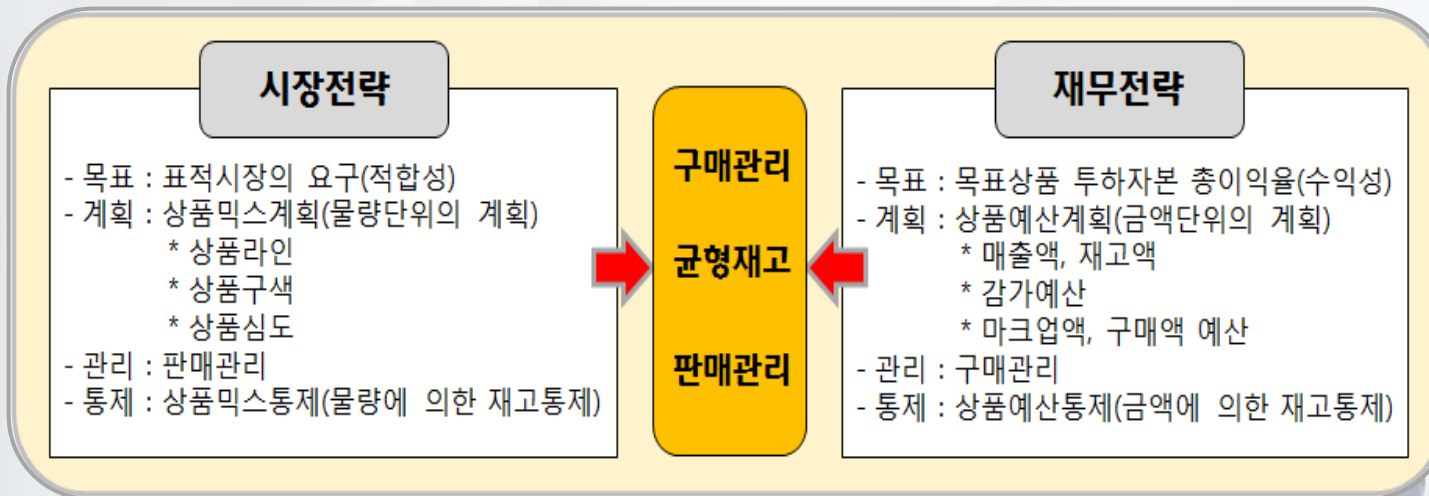 시장전략
- 목표 : 표적시장의 요구(적합성)
- 계획 : 상품믹스계획(물량단위의 계획)
* 상품라인
* 상품구색
* 상품심도
- 관리 : 판매관리
- 통제 : 상품믹스통제(물량에 의한 재고통제)
구매관리
균형재고
판매관리
재무전략
- 목표 : 목표상품 투하자본 총이익율(수익성)
- 계획 : 상품예산계획(금액단위의 계획)
* 매출액, 재고액
* 감가예산
* 마크업액, 구매액 예산
- 관리 : 구매관리
- 통제 : 상품예산통제(금액에 의한 재고통제)